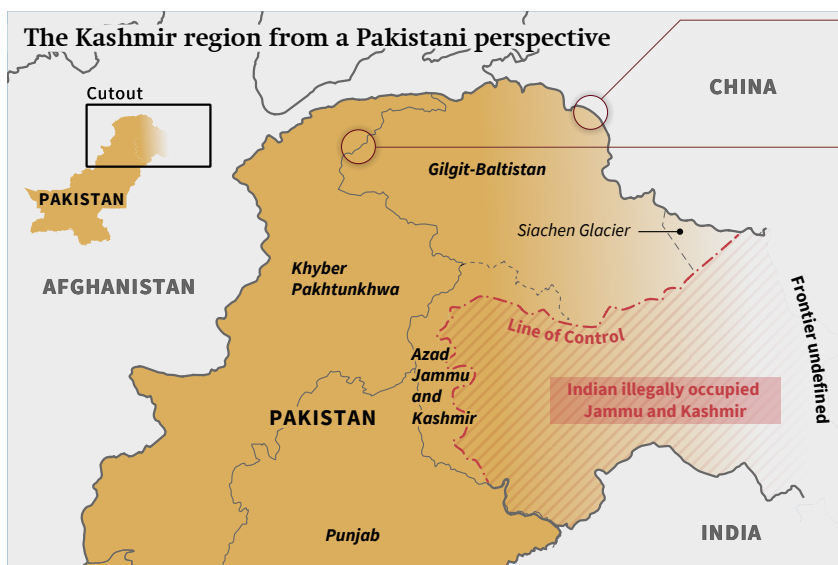 The Kashmir region from a Pakistani perspective
CHINA
Cutout
PAKISTAN
Gilgit-Baltistan
Siachen Glacier
AFGHANISTAN
Khyber
Pakhtunkhwa
Frontier undefined
Line of Control
Azad
Jammu
and
Kashmir
Indian illegally occupied
Jammu and Kashmir
PAKISTAN
Punjab
INDIA